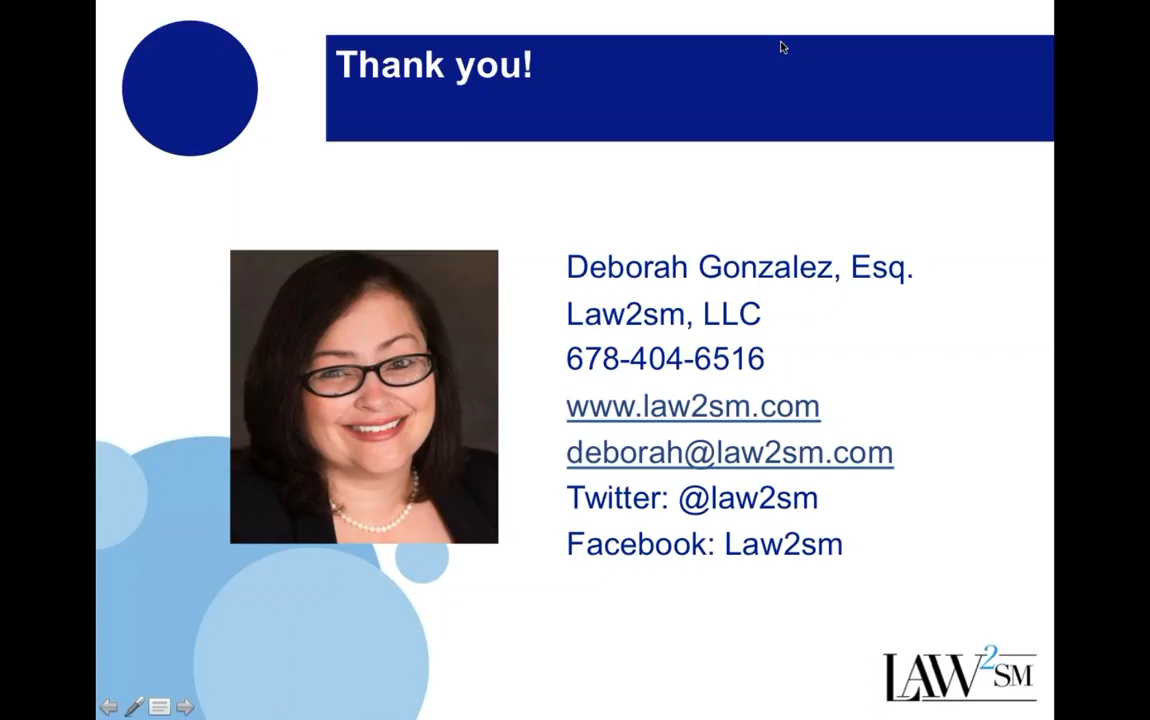 Thank you!
Deborah Gonzalez, Esq.
Law2sm, LLC
678-404-6516
www.law2sm.com
deborah@law2sm.com
Twitter: @law2sm
Facebook: Law2sm
LAW2SM